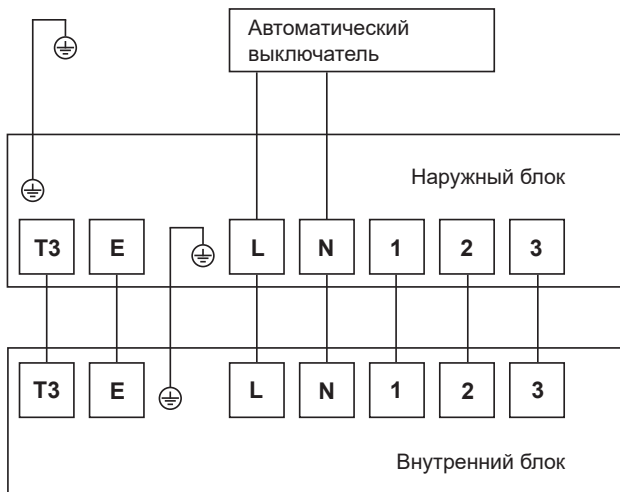 Автоматический
выключатель
Наружный блок
T3 E L N 1 2 3
T3 E L N 1 2 3
Внутренний блок